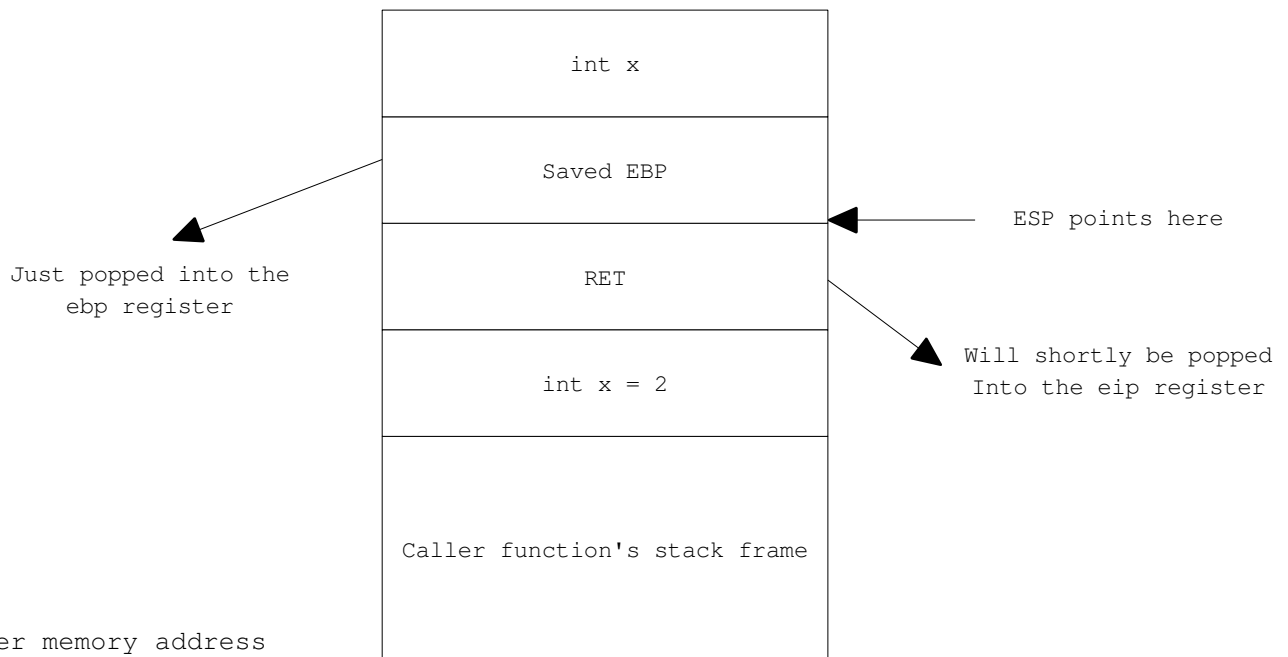 int x
Saved EBP
ESP points here
Just popped into the
ebp register
RET
Will shortly be popped
Into the eip register
int x = 2
Caller function's stack frame
memory address